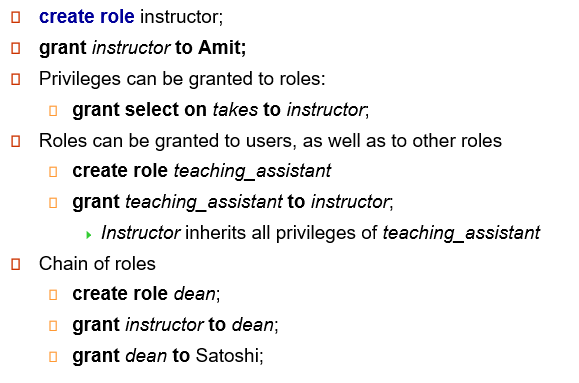 create role instructor;
grant instructor to Amit;
Privileges can be granted to roles:
grant select on takes to instructor;
Roles can be granted to users, as well as to other roles
create role teaching_assistant
grant teaching_assistant to instructor;
Instructor inherits all privileges of teaching_assistant
Chain of roles
create role dean;
grant instructor to dean;
grant dean to Satoshi;